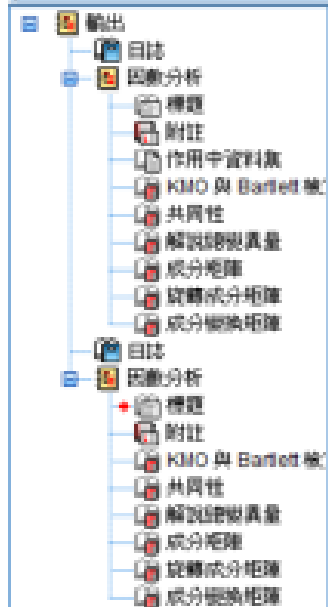 輸出
日誌
因數分析
標題
附註
作用中資料集
KMO 與 Bartlett 檢
共同性
解說總變異量
成分矩陣
旋轉成分矩陣
成分變換矩陣
日誌
因數分析
標題
附註
KMO 與 Bartlett 檢
共同性
解說總變異量
成分矩陣
旋轉成分矩陣
成分變換矩陣